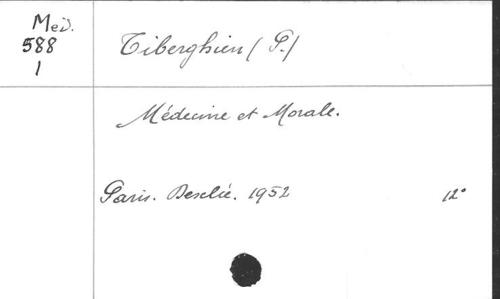 Med.
588
1
Tiberghien (P.)
Médecine et Morale.
Paris. Desclée. 1952 12°